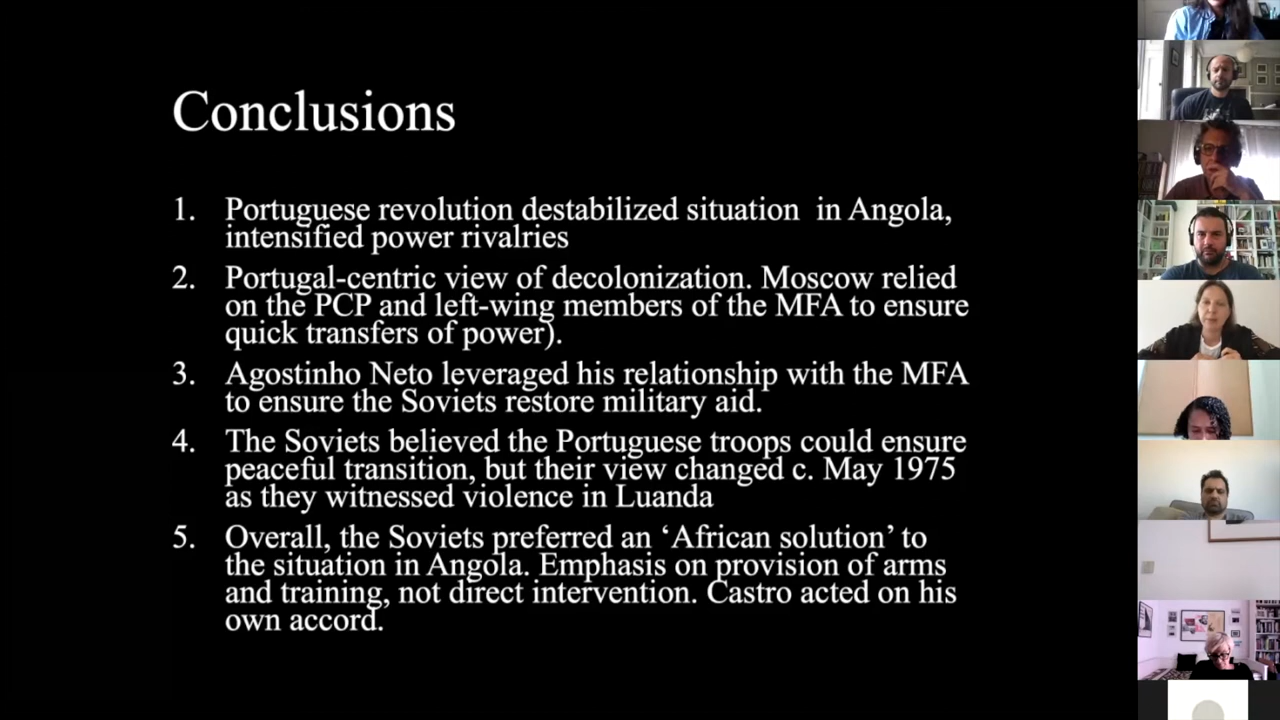 Conclusions
1. Portuguese revolution destabilized situation in Angola,
intensified power rivalries
2. Portugal-centric view of decolonization. Moscow relied
on the PCP and left-wing members of the MFA to ensure
quick transfers of power).
3. Agostinho Neto leveraged his relationship with the MFA
to ensure the Soviets restore military aid.
4. The Soviets believed the Portuguese troops could ensure
peaceful transition, but their view changed c. May 1975
as they witnessed violence in Luanda
5. Overall, the Soviets preferred an ‘African solution’ to
the situation in Angola. Emphasis on provision of arms
and training, not direct intervention. Castro acted on his
own accord.